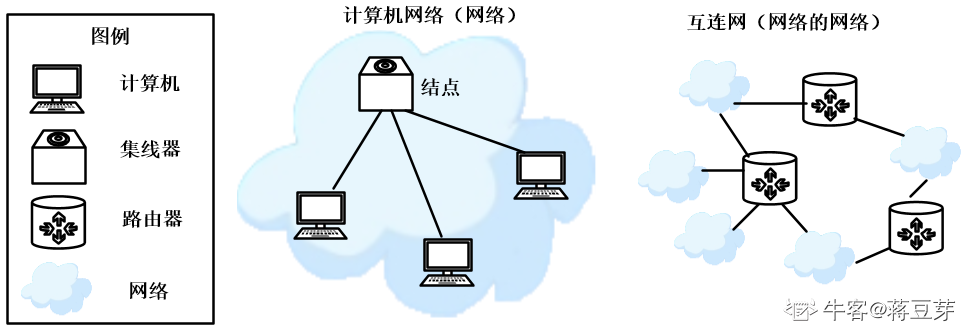 图例
计算机
集线器
路由器
网络
计算机网络（网络）
结点
互连网（网络的网络）
牛客@蒋豆芽